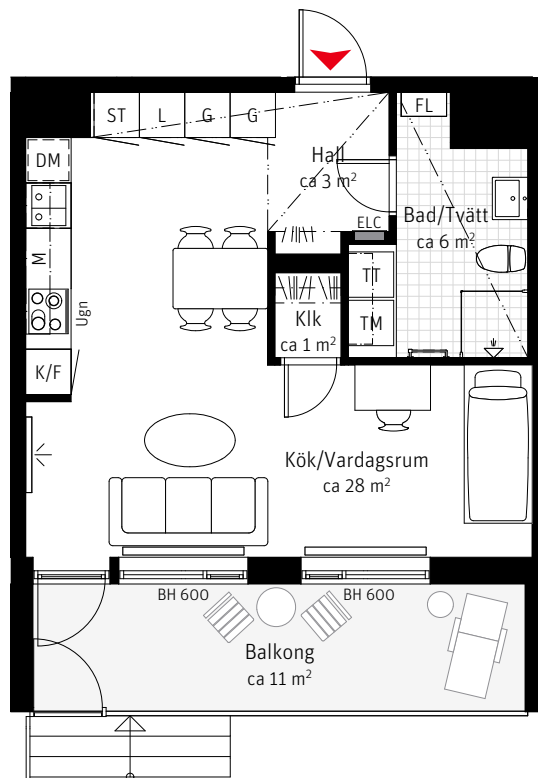 ST L G G FL
Hall
ca 3 m²
DM
Bad/Tvätt
ca 6 m²
ELC
M
TT
Ugn
Klk
ca 1 m²
TM
K/F
Kök/Vardagsrum
ca 28 m²
BH 600 BH 600
Balkong
ca 11 m²